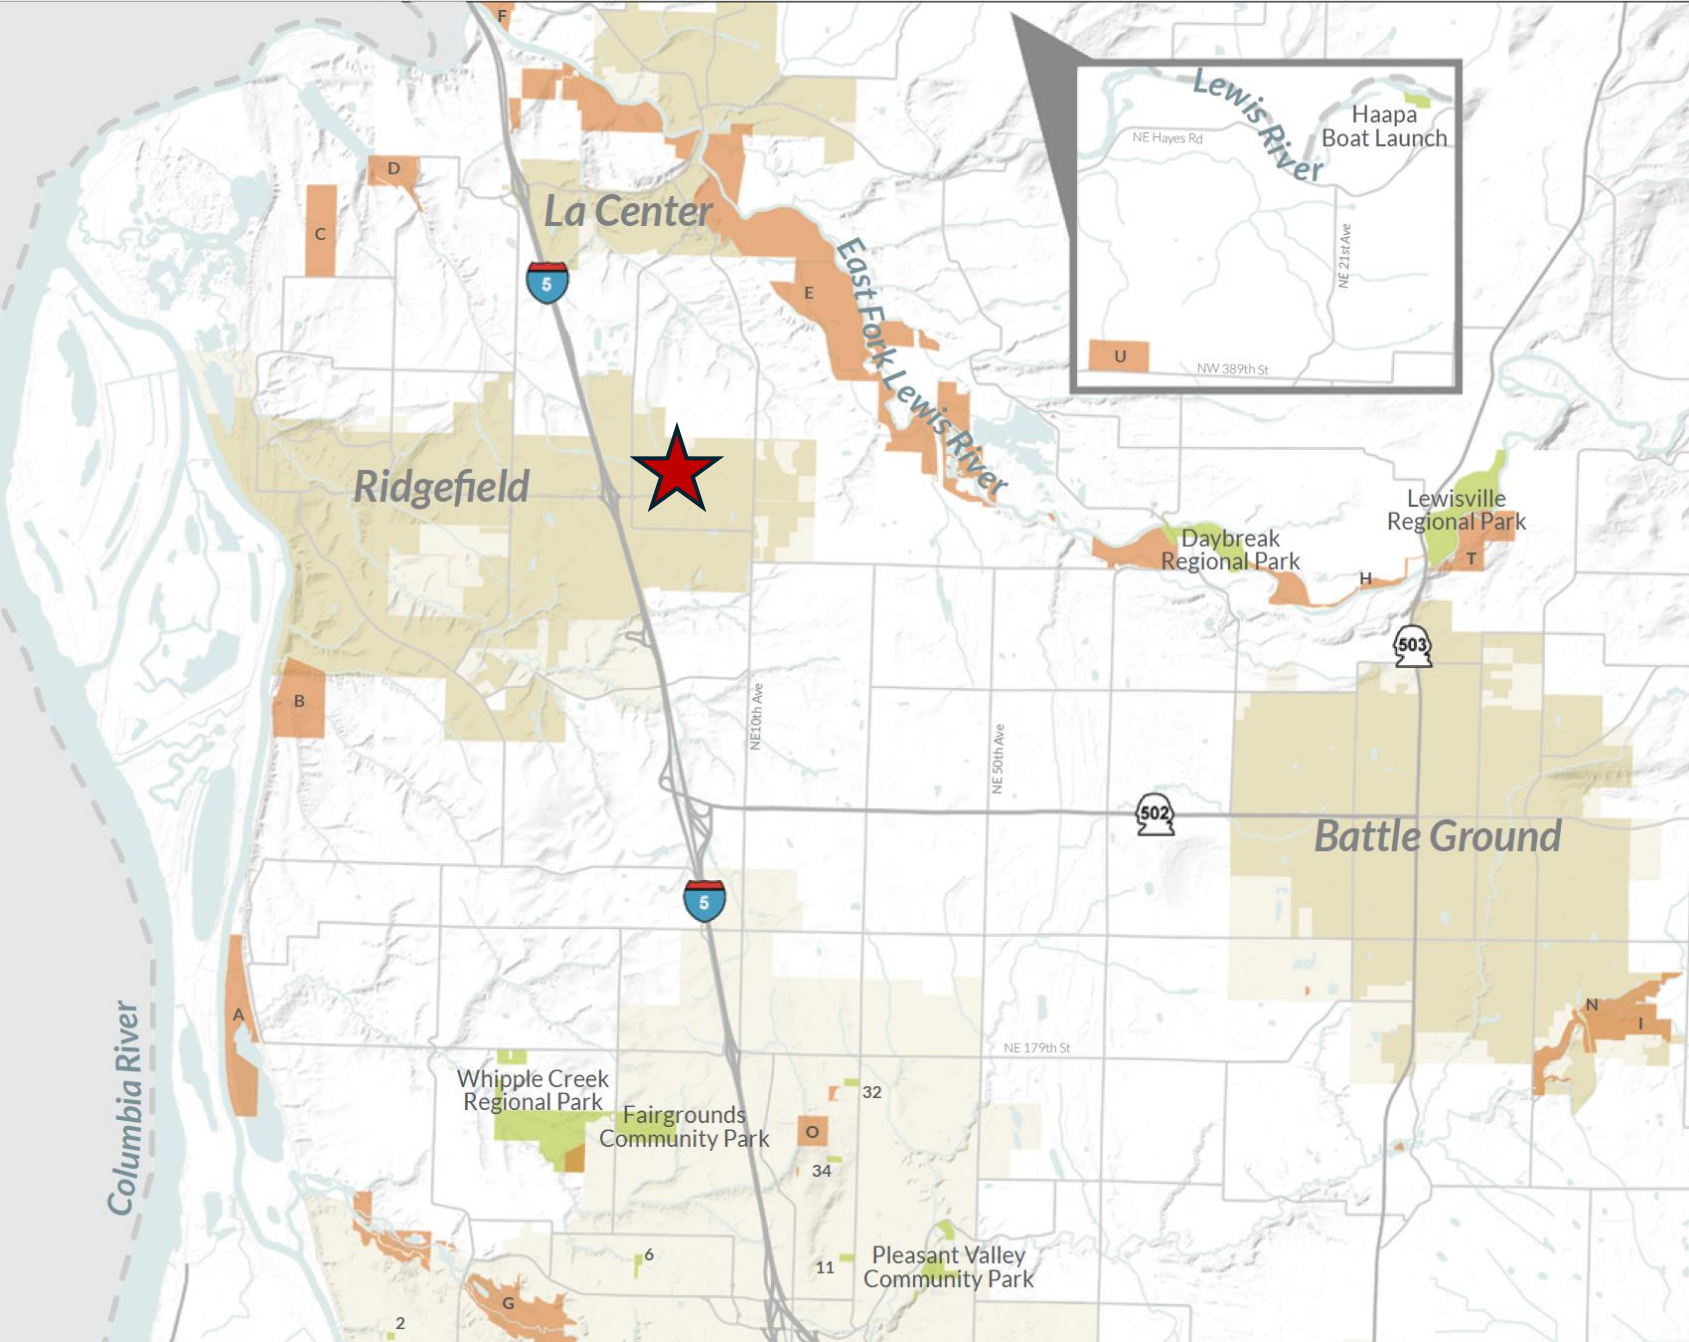 F
Lewis River
Haapa
Boat Launch
NE Hayes Rd
D
La Center
C
NE 21st Ave
East Fork Lewis River
5
E
U
NW 389th St
Ridgefield
Lewisville
Regional Park
Daybreak
Regional Park
T
H
503
B
NE10th Ave
NE 50th Ave
502
Battle Ground
5
A
N
I
Columbia River
NE 179th St
Whipple Creek
Regional Park
32
Fairgrounds
Community Park
O
34
6
11
Pleasant Valley
Community Park
G
2